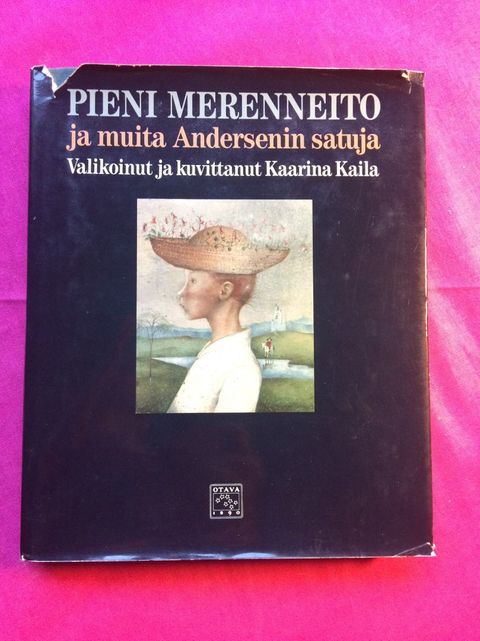 PIENI MERENNEITO
ja muita Andersenin satuja
Valikoinut ja kuvittanut Kaarina Kaila
OTAVA
1890